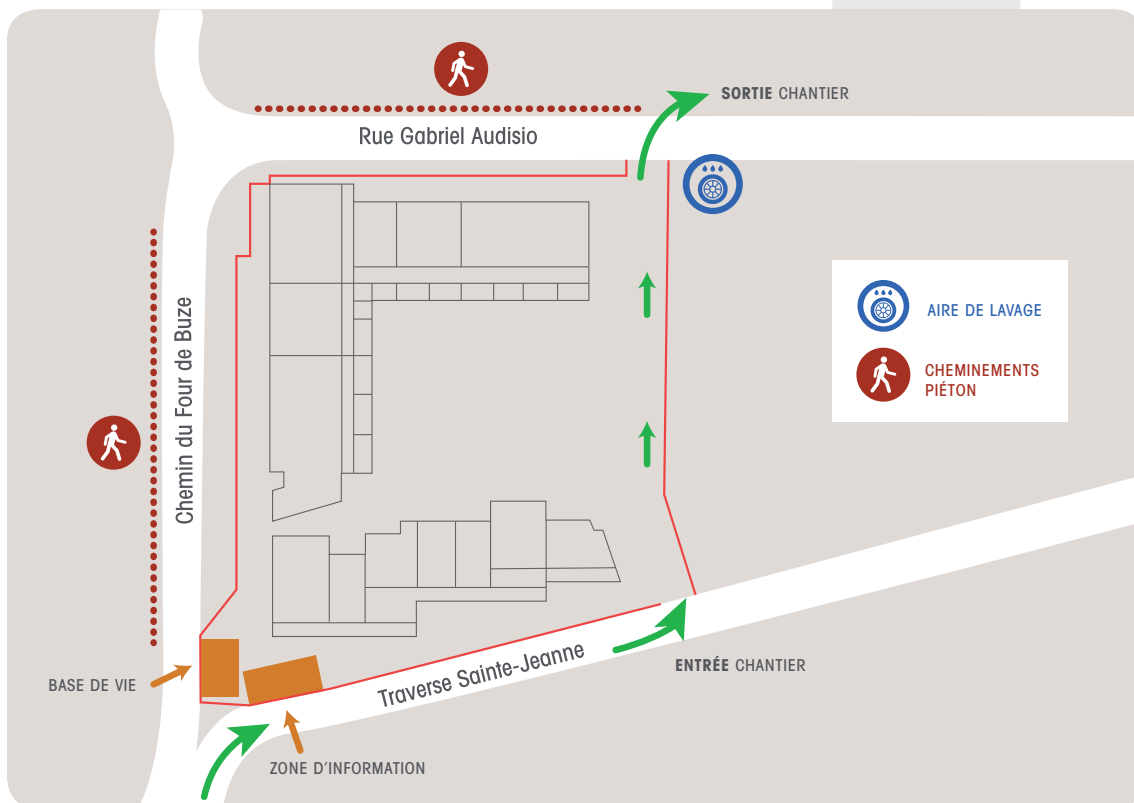 SORTIE CHANTIER
Rue Gabriel Audisio
Chemin du Four de Buze
AIRE DE LAVAGE
CHEMINEMENTS
PIÉTON
Traverse Sainte-Jeanne
ENTRÉE CHANTIER
BASE DE VIE
ZONE D'INFORMATION